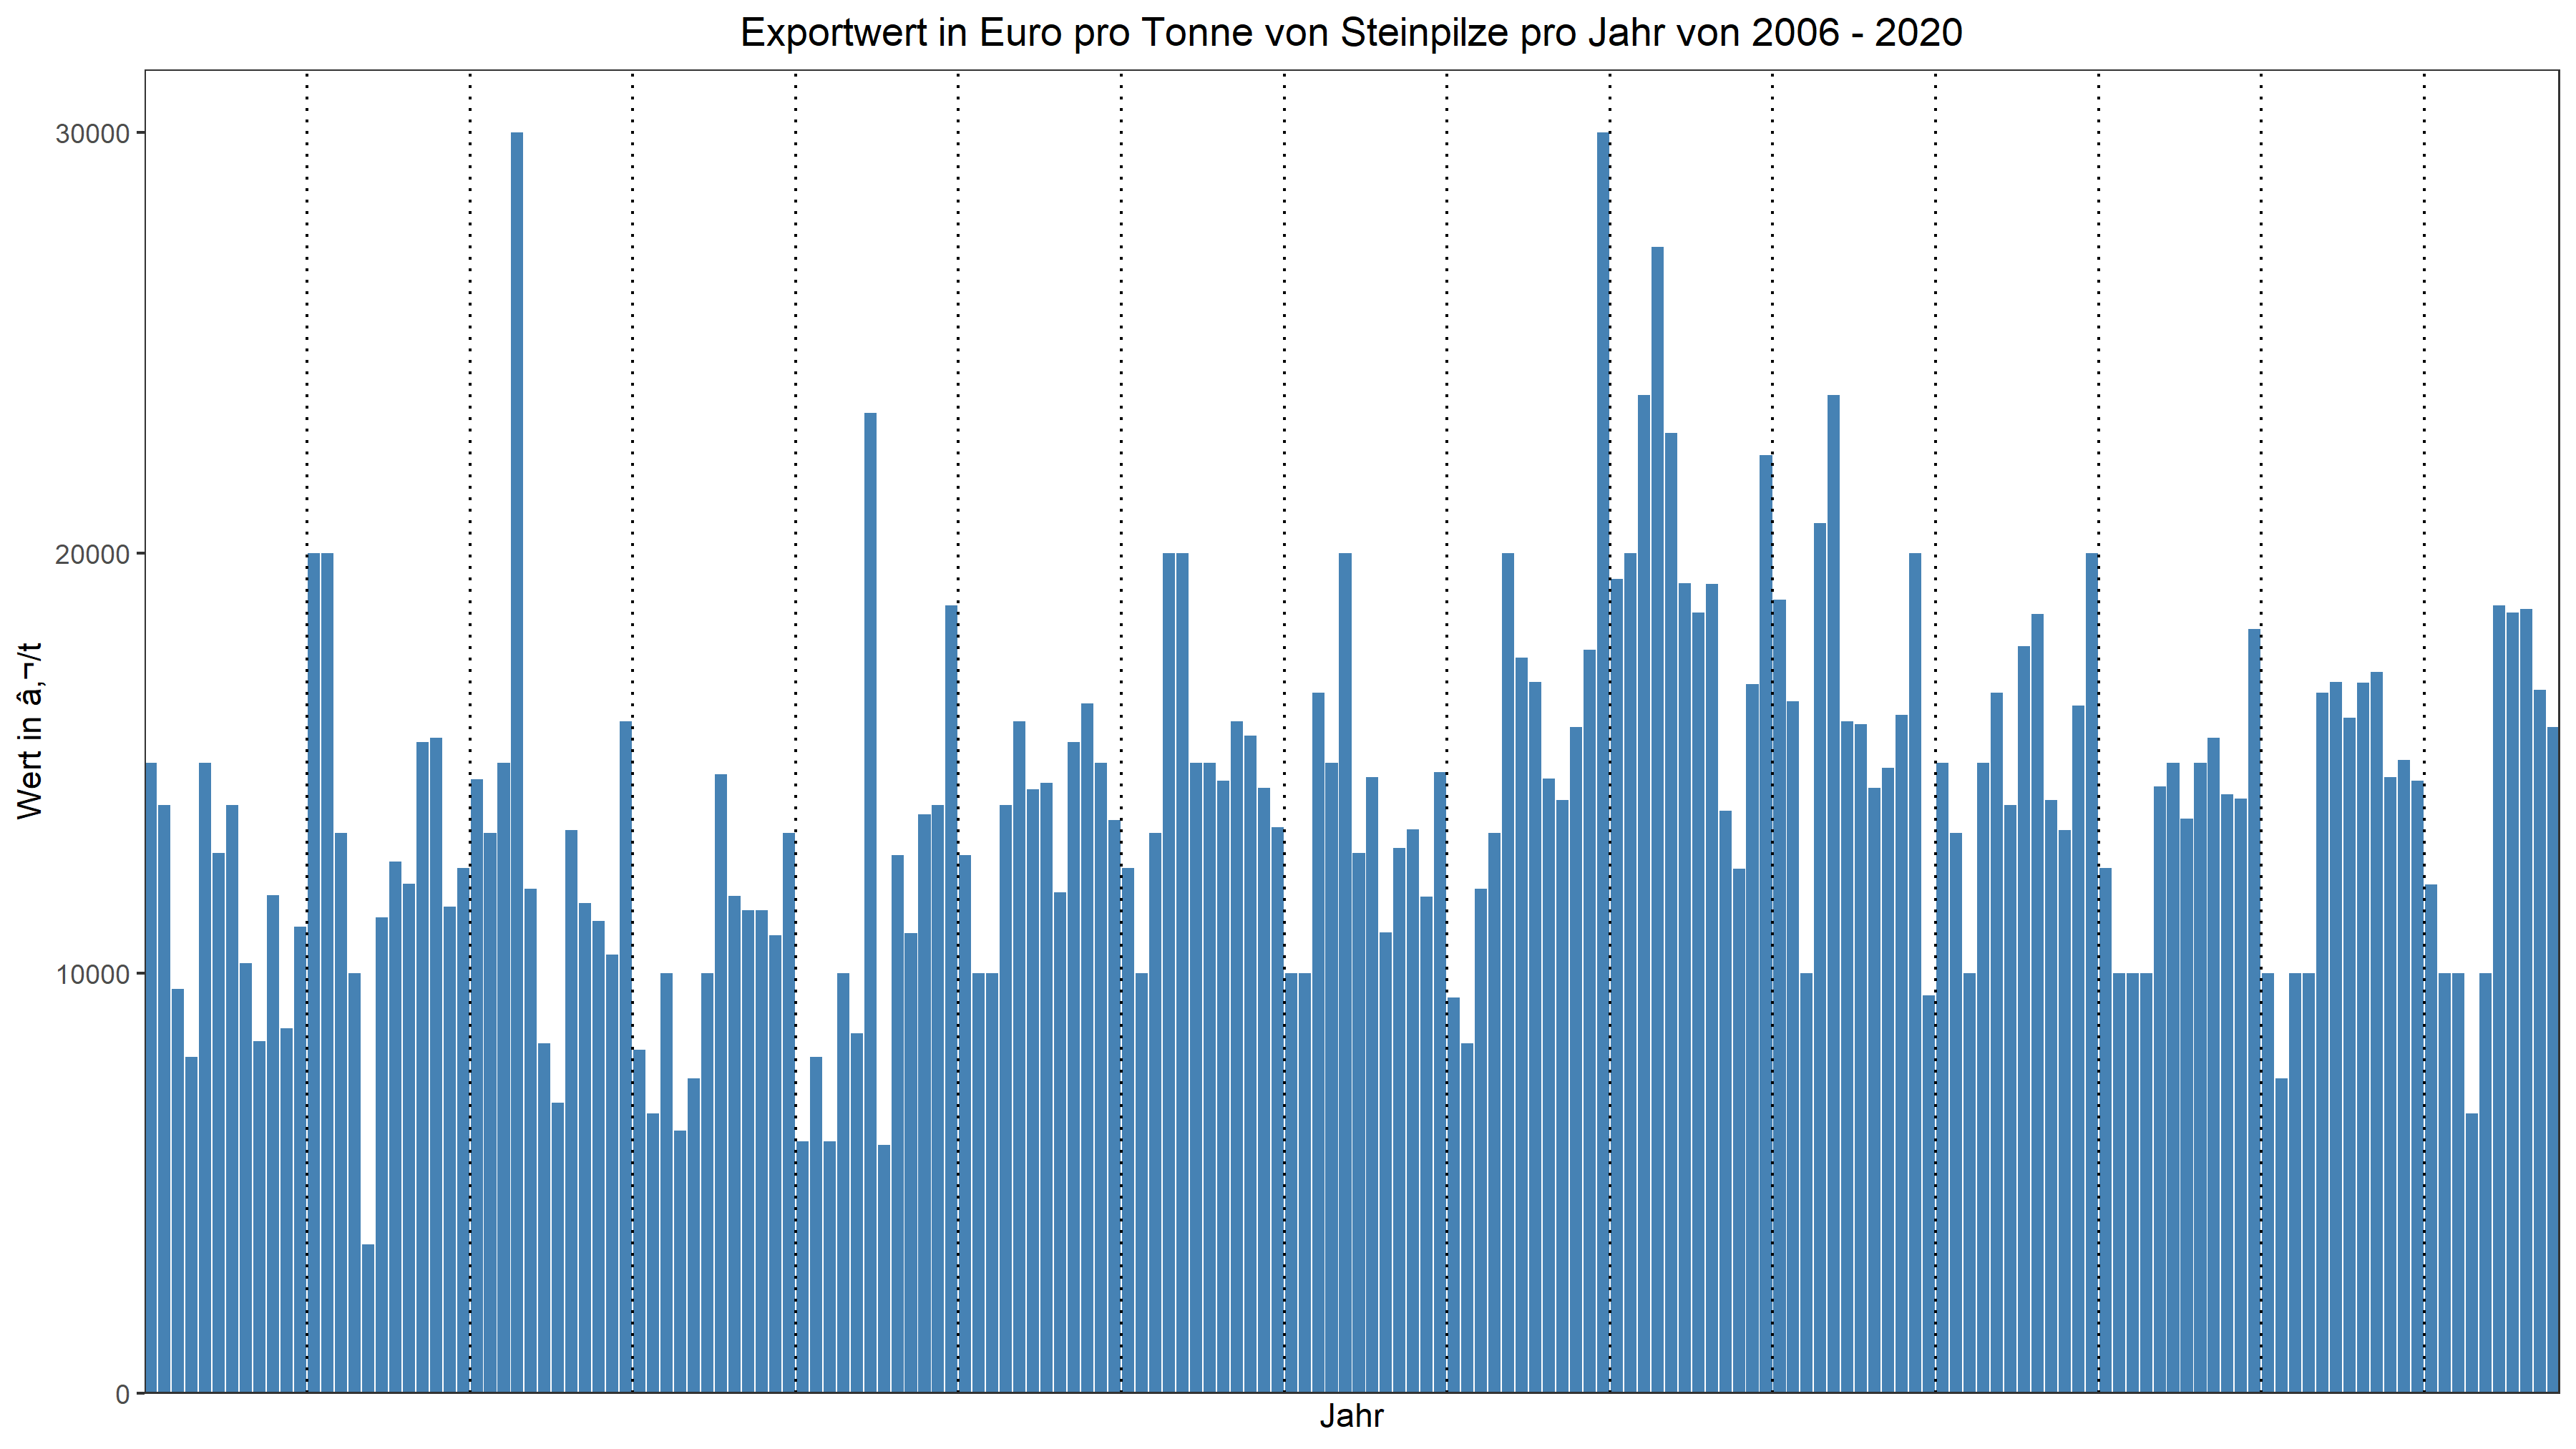 Exportwert in Euro pro Tonne von Steinpilze pro Jahr von 2006 - 2020
30000
20000
10000
0
Wert in â‚¬/t
Jahr